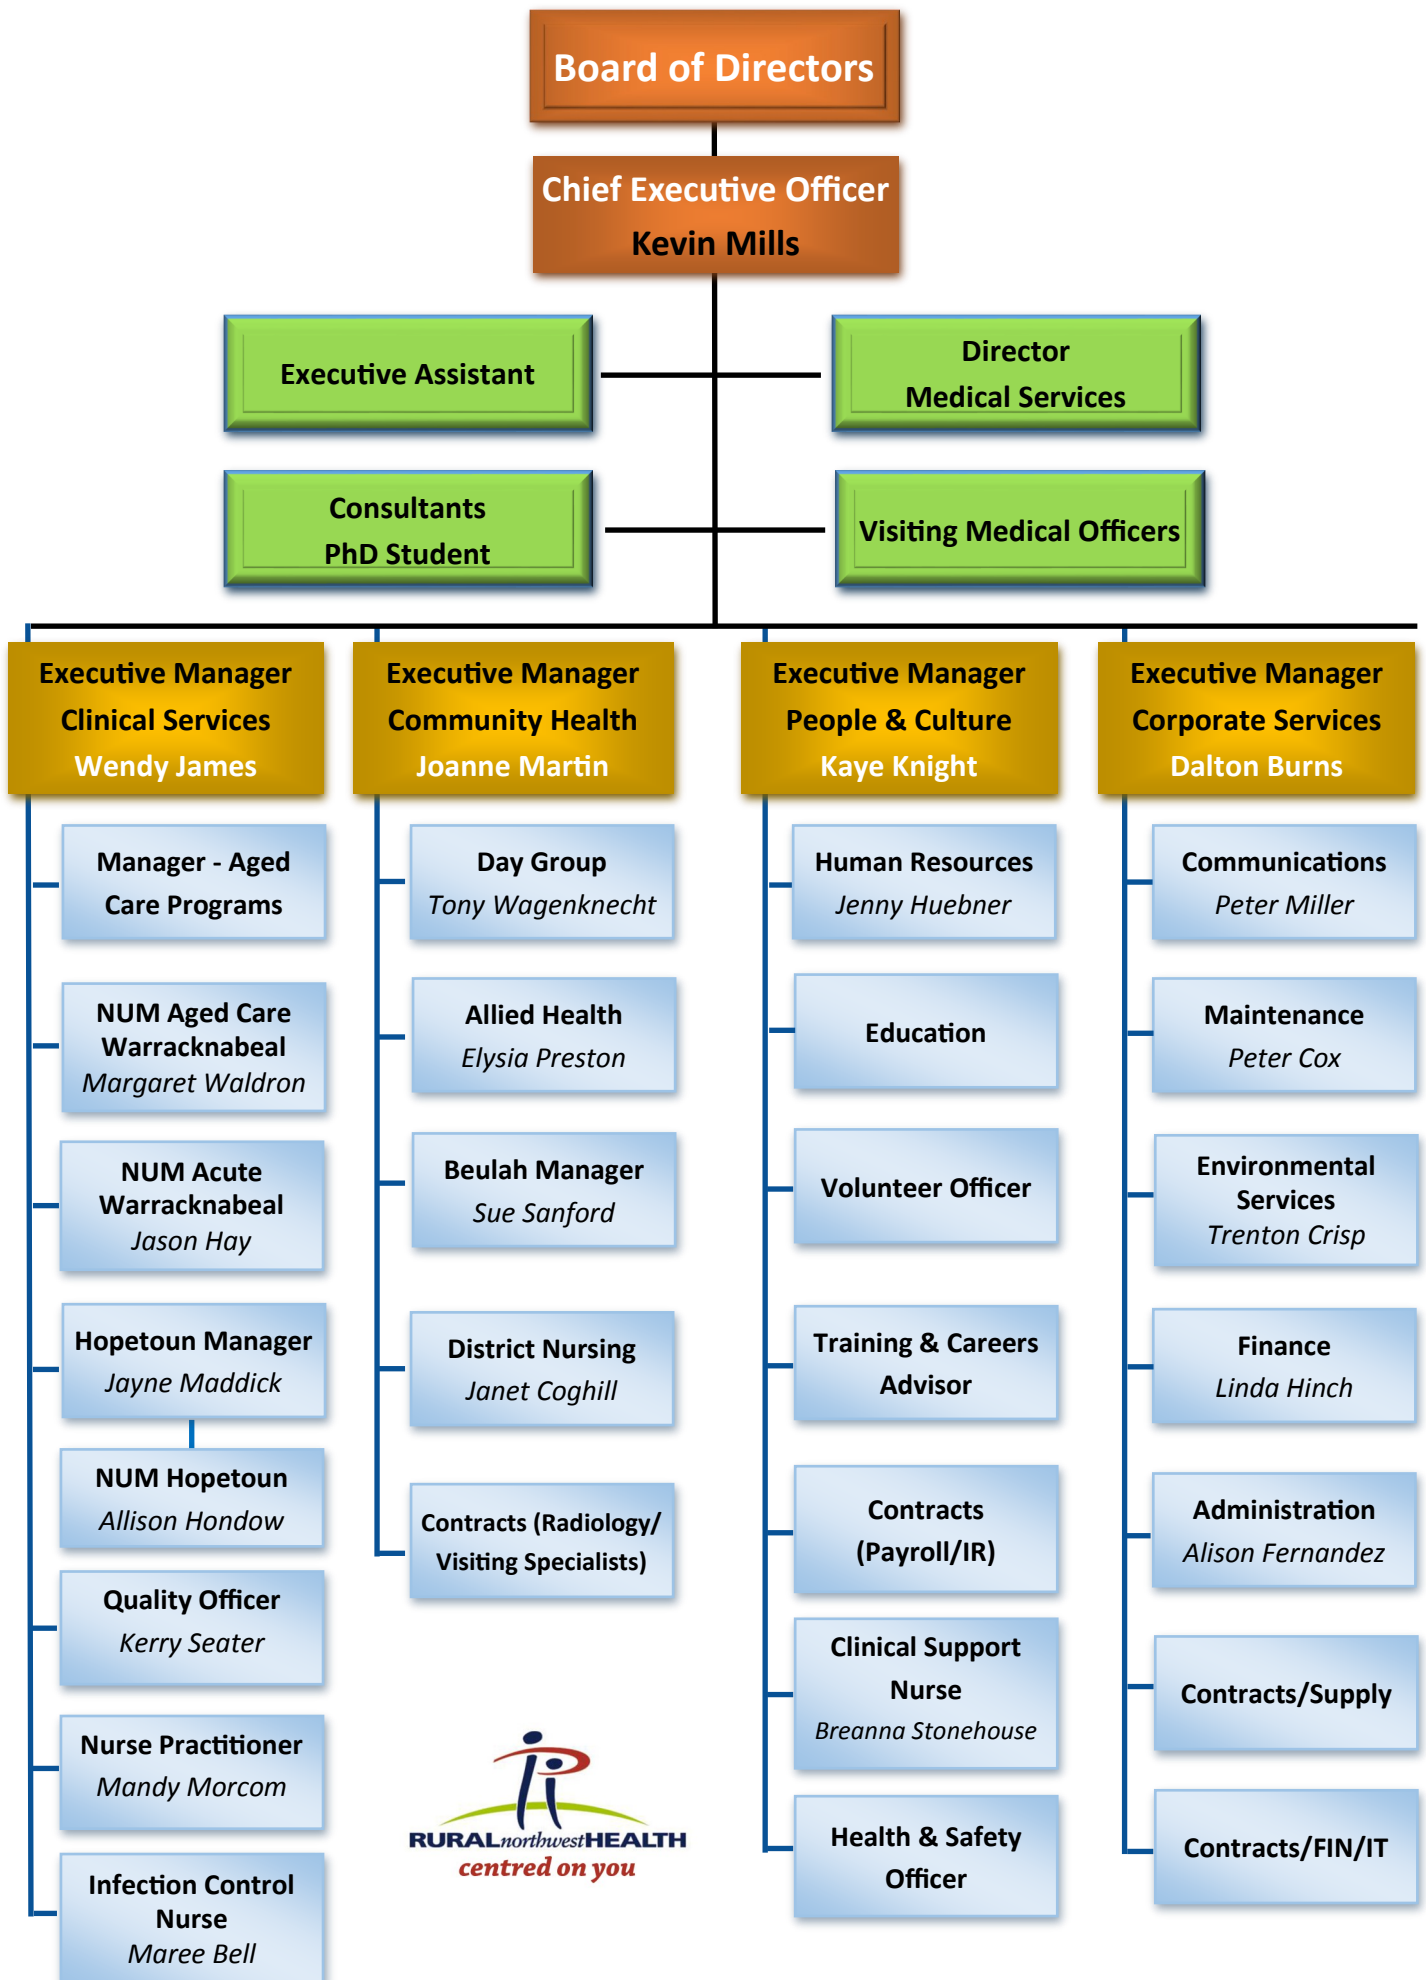 Board of Directors
Chief Executive Officer
Kevin Mills
Executive Assistant
Director
Medical Services
Consultants
PhD Student
Visiting Medical Officers
Executive Manager
Clinical Services
Wendy James
Executive Manager
Community Health
Joanne Martin
Executive Manager
People & Culture
Kaye Knight
Executive Manager
Corporate Services
Dalton Burns
Manager - Aged
Care Programs
NUM Aged Care
Warracknabeal
Margaret Waldron
NUM Acute
Warracknabeal
Jason Hay
Hopetoun Manager
Jayne Maddick
NUM Hopetoun
Allison Hondow
Quality Officer
Kerry Seater
Nurse Practitioner
Mandy Morcom
Infection Control
Nurse
Maree Bell
Day Group
Tony Wagenknecht
Allied Health
Elysia Preston
Beulah Manager
Sue Sanford
District Nursing
Janet Coghill
Contracts (Radiology/
Visiting Specialists)
Human Resources
Jenny Huebner
Education
Volunteer Officer
Training & Careers
Advisor
Contracts
(Payroll/IR)
Clinical Support
Nurse
Breanna Stonehouse
Health & Safety
Officer
Communications
Peter Miller
Maintenance
Peter Cox
Environmental
Services
Trenton Crisp
Finance
Linda Hinch
Administration
Alison Fernandez
Contracts/Supply
Contracts/FIN/IT
RURALnorthwestHEALTH
centred on you